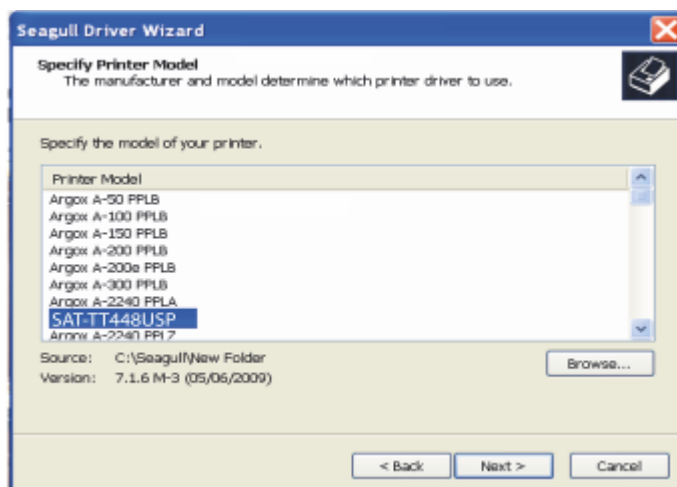 Seagull Driver Wizard
Specify Printer Model
The manufacturer and model determine which printer driver to use.
Specify the model of your printer.
Printer Model
Argox A-50 PPLB
Argox A-100 PPLB
Argox A-150 PPLB
Argox A-200 PPLB
Argox A-200e PPLB
Argox A-300 PPLB
Argox A-2240 PPLA
SAT-TT448USP
Argox A-2240 PPLZ
Source: C:\Seagull\New Folder
Browse...
Version: 7.1.6 M-3 (05/06/2009)
< Back Next > Cancel